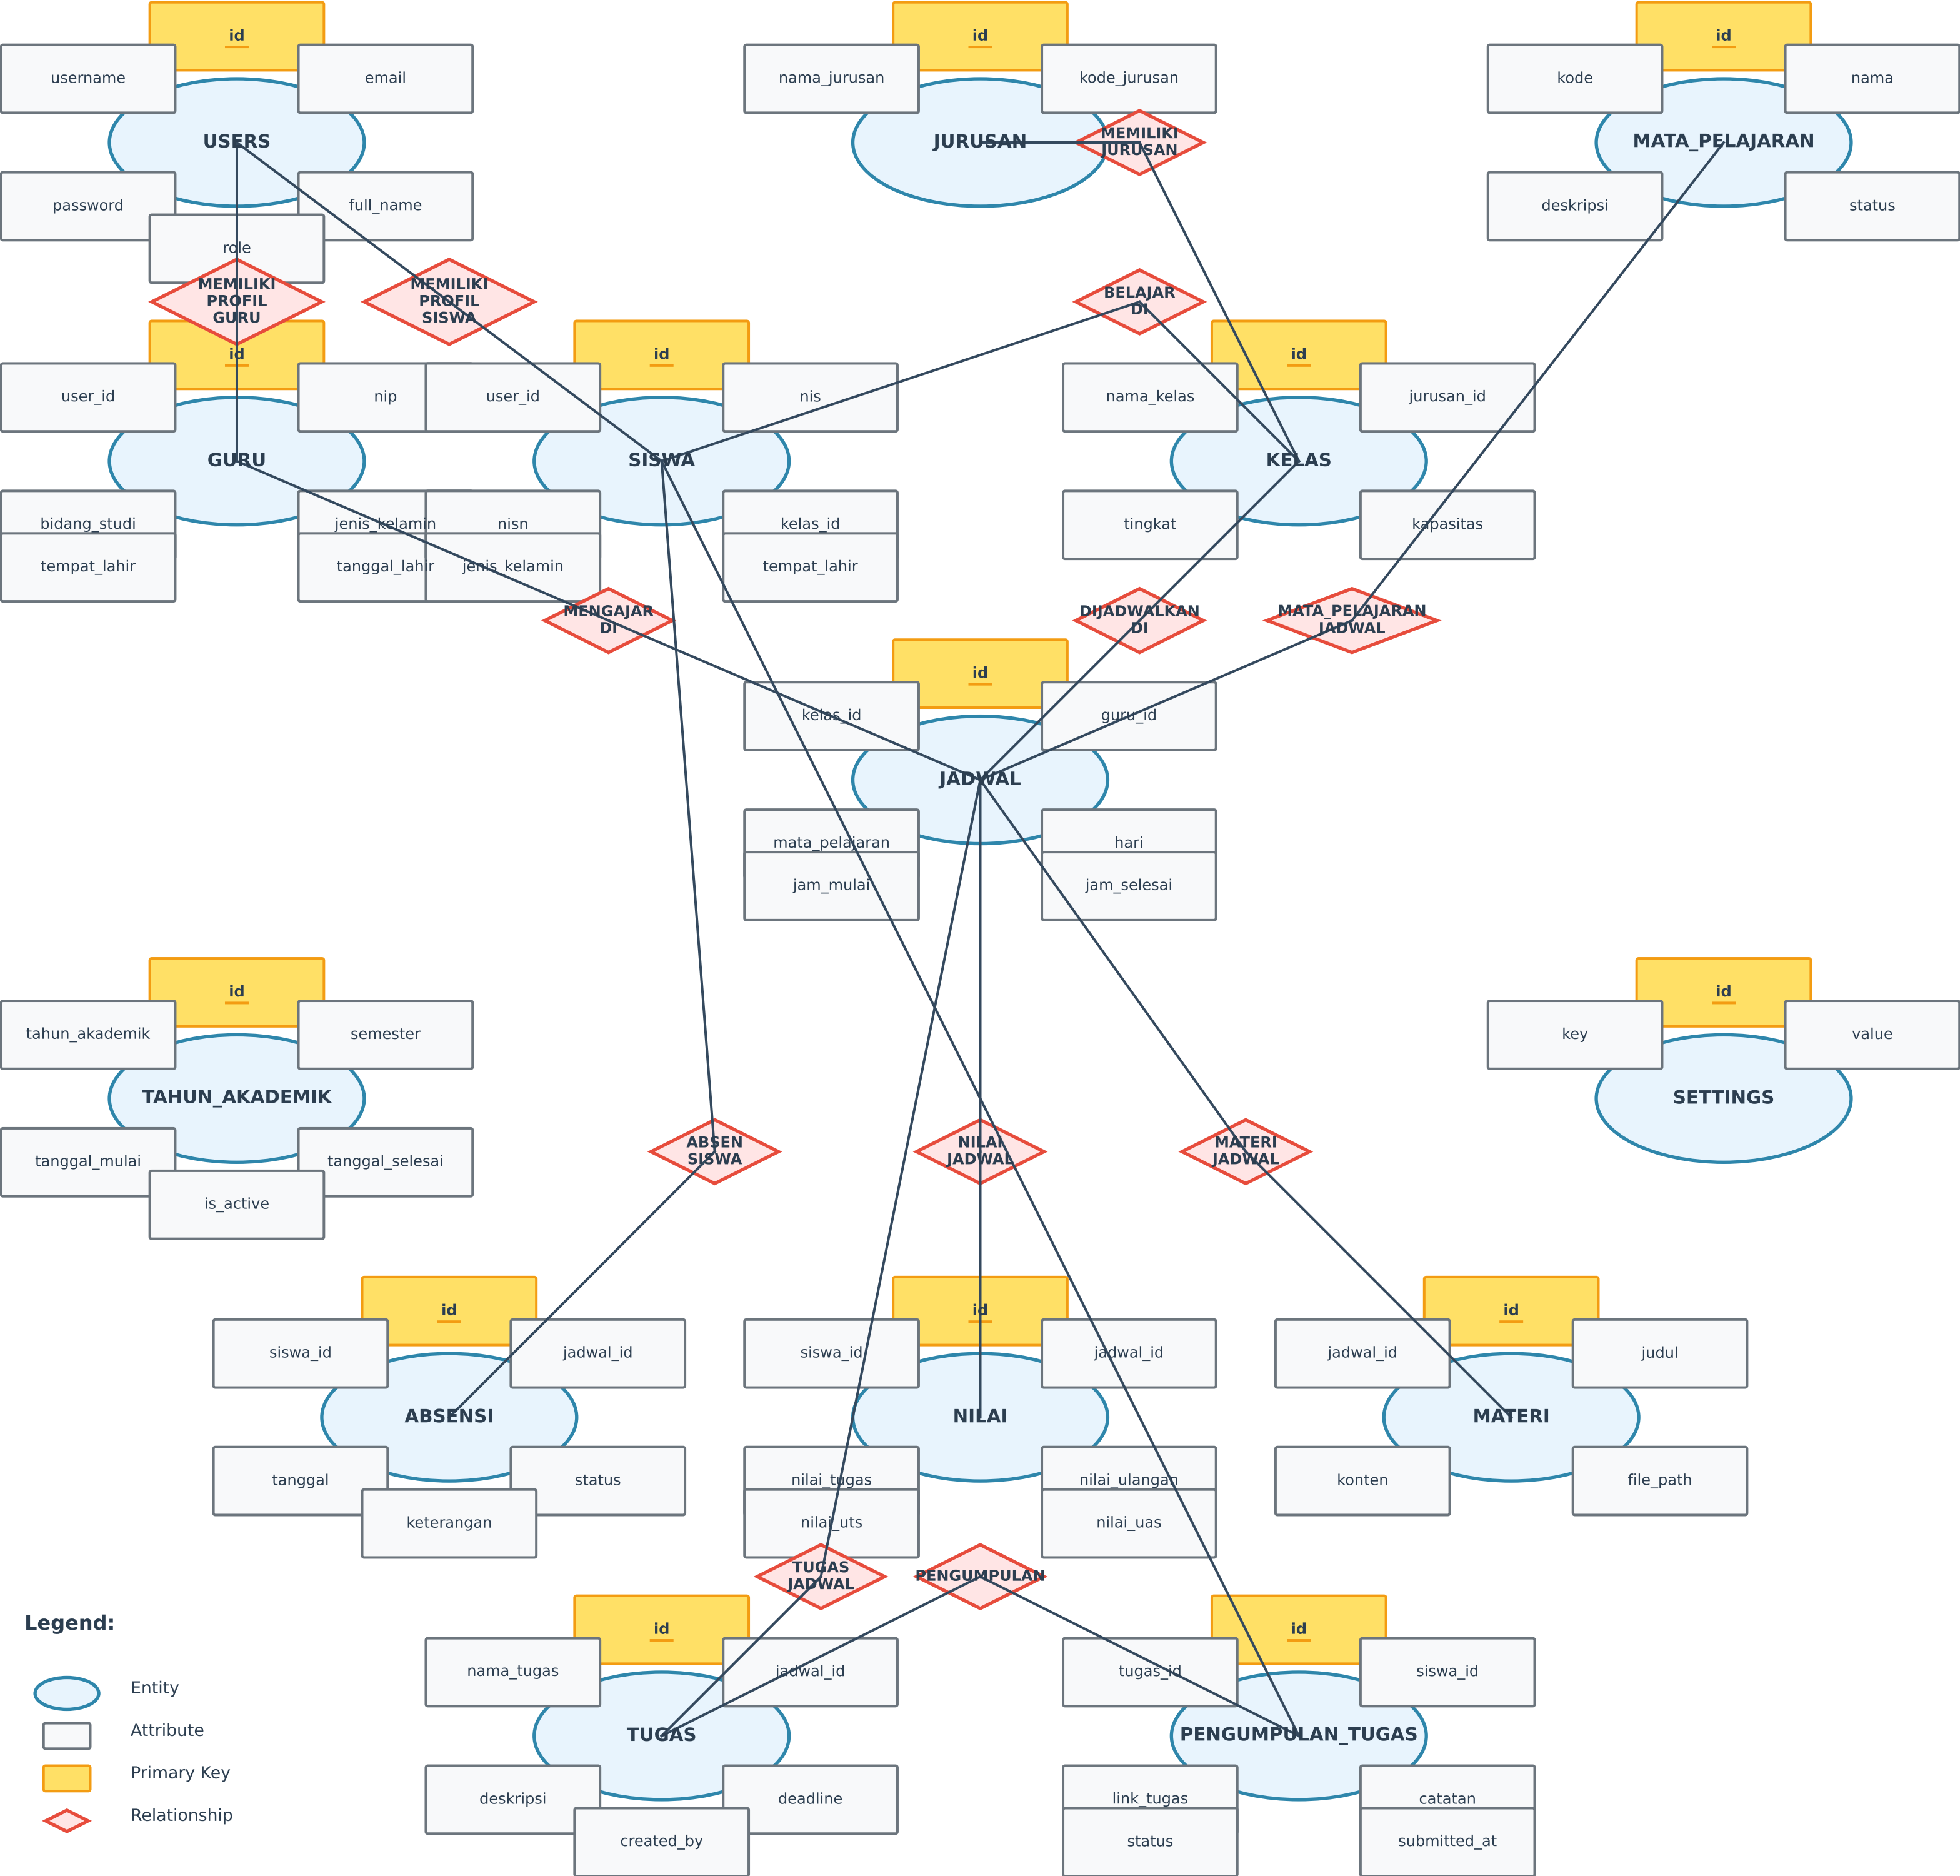 id
id
id
username
email
nama_jurusan
kode_jurusan
kode
nama
USERS
JURUSAN
MEMILIKI
JURUSAN
MATA_PELAJARAN
password
full_name
deskripsi
status
role
MEMILIKI
PROFIL
GURU
MEMILIKI
PROFIL
SISWA
BELAJAR
DI
id
id
id
user_id
nip
user_id
nis
nama_kelas
jurusan_id
GURU
SISWA
KELAS
bidang_studi
jenis_kelamin
nisn
kelas_id
tingkat
kapasitas
tempat_lahir
tanggal_lahir
jenis_kelamin
tempat_lahir
MENGAJAR
DI
DIJADWALKAN
DI
MATA_PELAJARAN
JADWAL
id
kelas_id
guru_id
JADWAL
mata_pelajaran
hari
jam_mulai
jam_selesai
id
id
tahun_akademik
semester
key
value
TAHUN_AKADEMIK
SETTINGS
tanggal_mulai
tanggal_selesai
is_active
ABSEN
SISWA
NILAI
JADWAL
MATERI
JADWAL
id
id
id
siswa_id
jadwal_id
siswa_id
jadwal_id
jadwal_id
judul
ABSENSI
NILAI
MATERI
tanggal
status
nilai_tugas
nilai_ulangan
konten
file_path
keterangan
nilai_uts
nilai_uas
TUGAS
JADWAL
PENGUMPULAN
id
id
nama_tugas
jadwal_id
tugas_id
siswa_id
TUGAS
PENGUMPULAN_TUGAS
deskripsi
deadline
link_tugas
catatan
created_by
status
submitted_at
Legend:
Entity
Attribute
Primary Key
Relationship